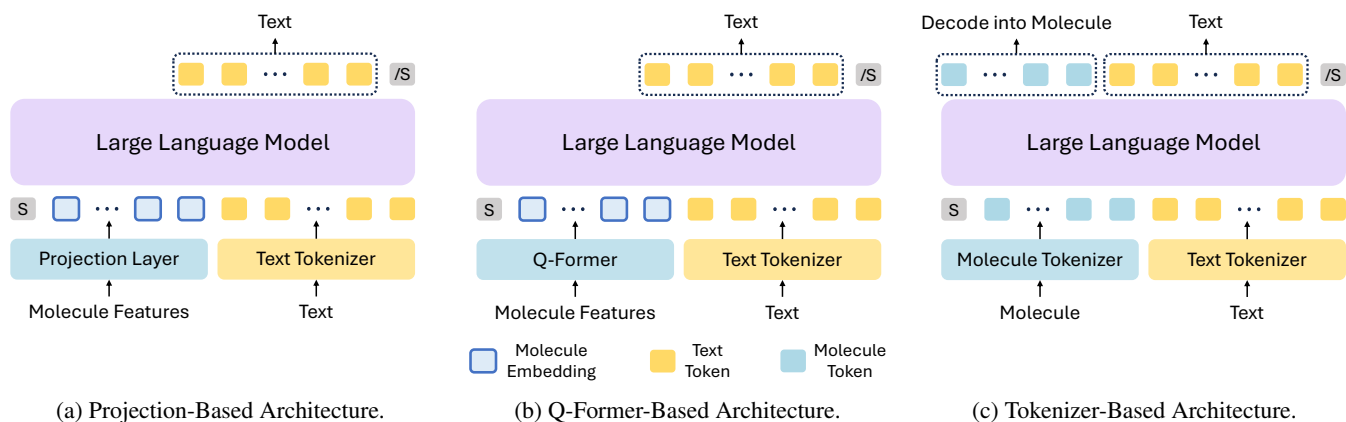 Text
/S
Large Language Model
S
Projection Layer
Text Tokenizer
Molecule Features
Text
(a) Projection-Based Architecture.
Text
/S
Large Language Model
S
Q-Former
Text Tokenizer
Molecule Features
Text
Molecule
Embedding
Text
Token
Molecule
Token
(b) Q-Former-Based Architecture.
Decode into Molecule
Text
/S
Large Language Model
S
Molecule Tokenizer
Text Tokenizer
Molecule
Text
(c) Tokenizer-Based Architecture.